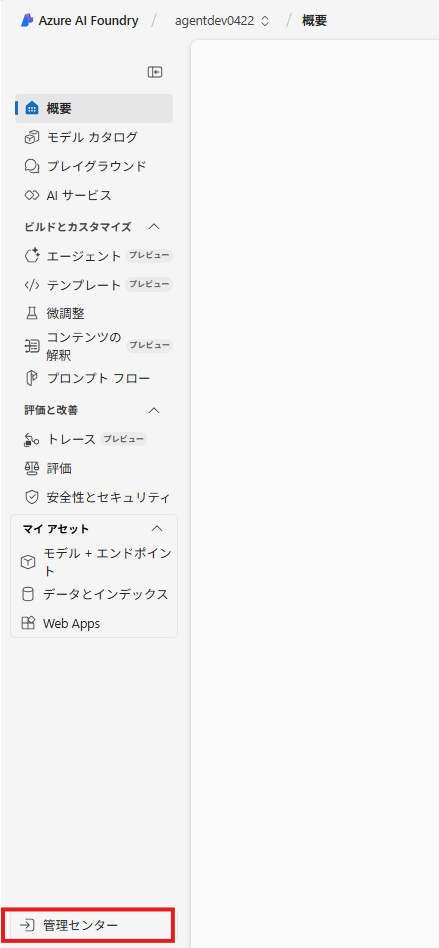 Azure AI Foundry / agentdev0422 / 概要
概要
モデル カタログ
プレイグラウンド
AI サービス
ビルドとカスタマイズ
エージェント プレビュー
テンプレート プレビュー
微調整
コンテンツの
解釈 プレビュー
プロンプト フロー
評価と改善
トレース プレビュー
評価
安全性とセキュリティ
マイ アセット
モデル + エンドポイン
ト
データとインデックス
Web Apps
管理センター